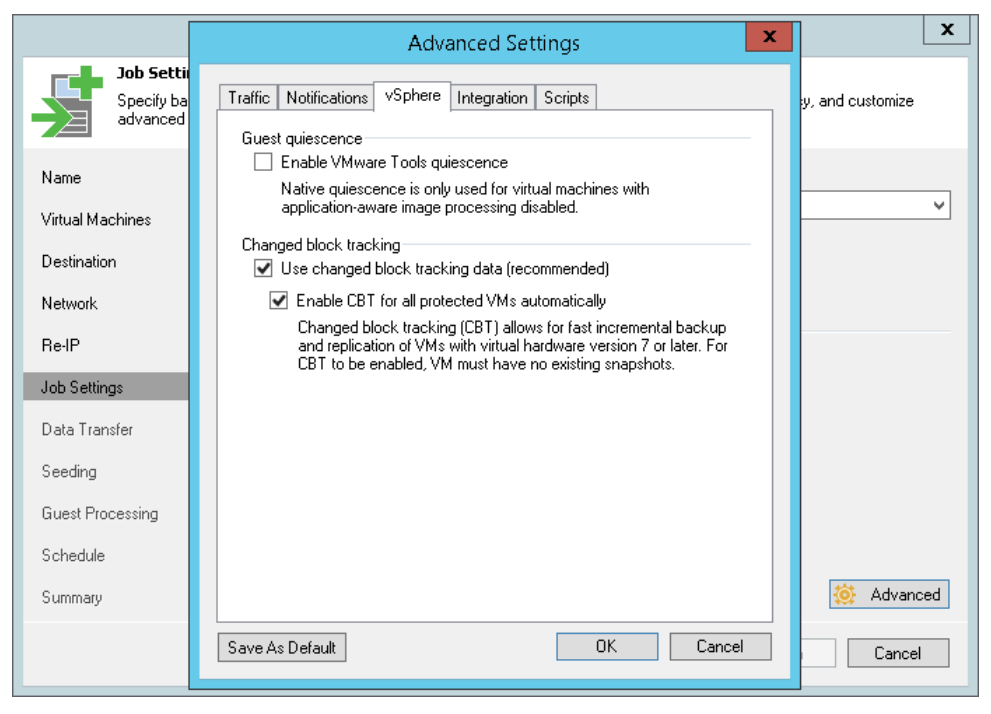 X
Advanced Settings
x
Job Setti
Specify ba
advanced
y, and customize
Traffic
Notifications
vSphere
Integration
Scripts
Name
Virtual Machines
Destination
Network
Re-IP
Job Settings
Data Transfer
Seeding
Guest Processing
Schedule
Summary
Guest quiescence
Enable VMware Tools quiescence
Native quiescence is only used for virtual machines with
application-aware image processing disabled.
Changed block tracking
Use changed block tracking data (recommended)
Enable CBT for all protected VMs automatically
Changed block tracking (CBT) allows for fast incremental backup
and replication of VMs with virtual hardware version 7 or later. For
CBT to be enabled, VM must have no existing snapshots.
Advanced
Save As Default
OK
Cancel
Cancel